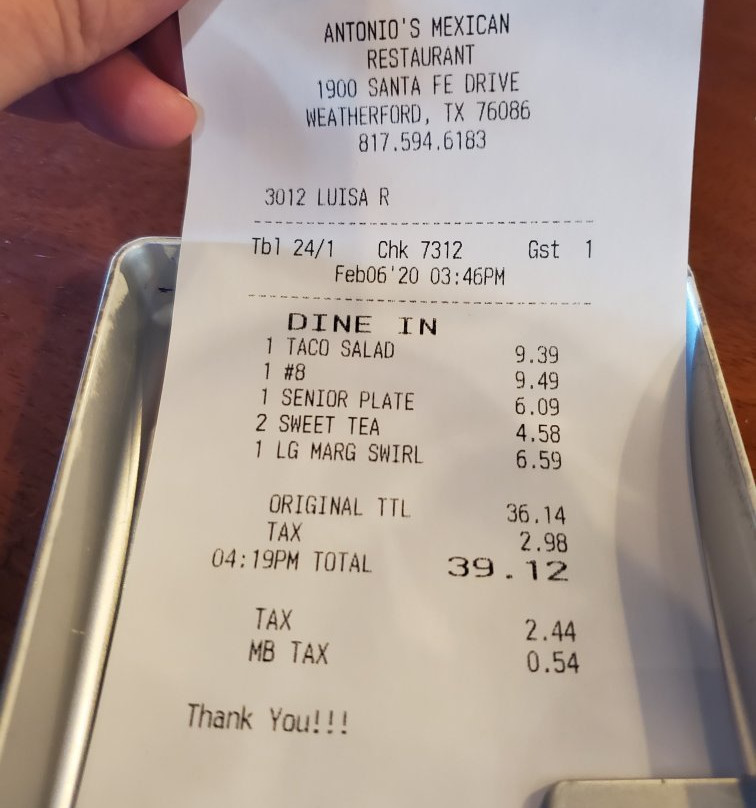 ANTONIO'S MEXICAN
RESTAURANT
1900 SANTA FE DRIVE
WEATHERFORD, TX 76086
817.594.6183
3012 LUISA R
Tbl 24/1 Chk 7312 Gst 1
Feb06'20 03:46PM
DINE IN
1 TACO SALAD 9.39
1 #8 9.49
1 SENIOR PLATE 6.09
2 SWEET TEA 4.58
1 LG MARG SWIRL 6.59
ORIGINAL TTL 36.14
TAX 2.98
04:19PM TOTAL 39.12
TAX 2.44
MB TAX 0.54
Thank You!!!